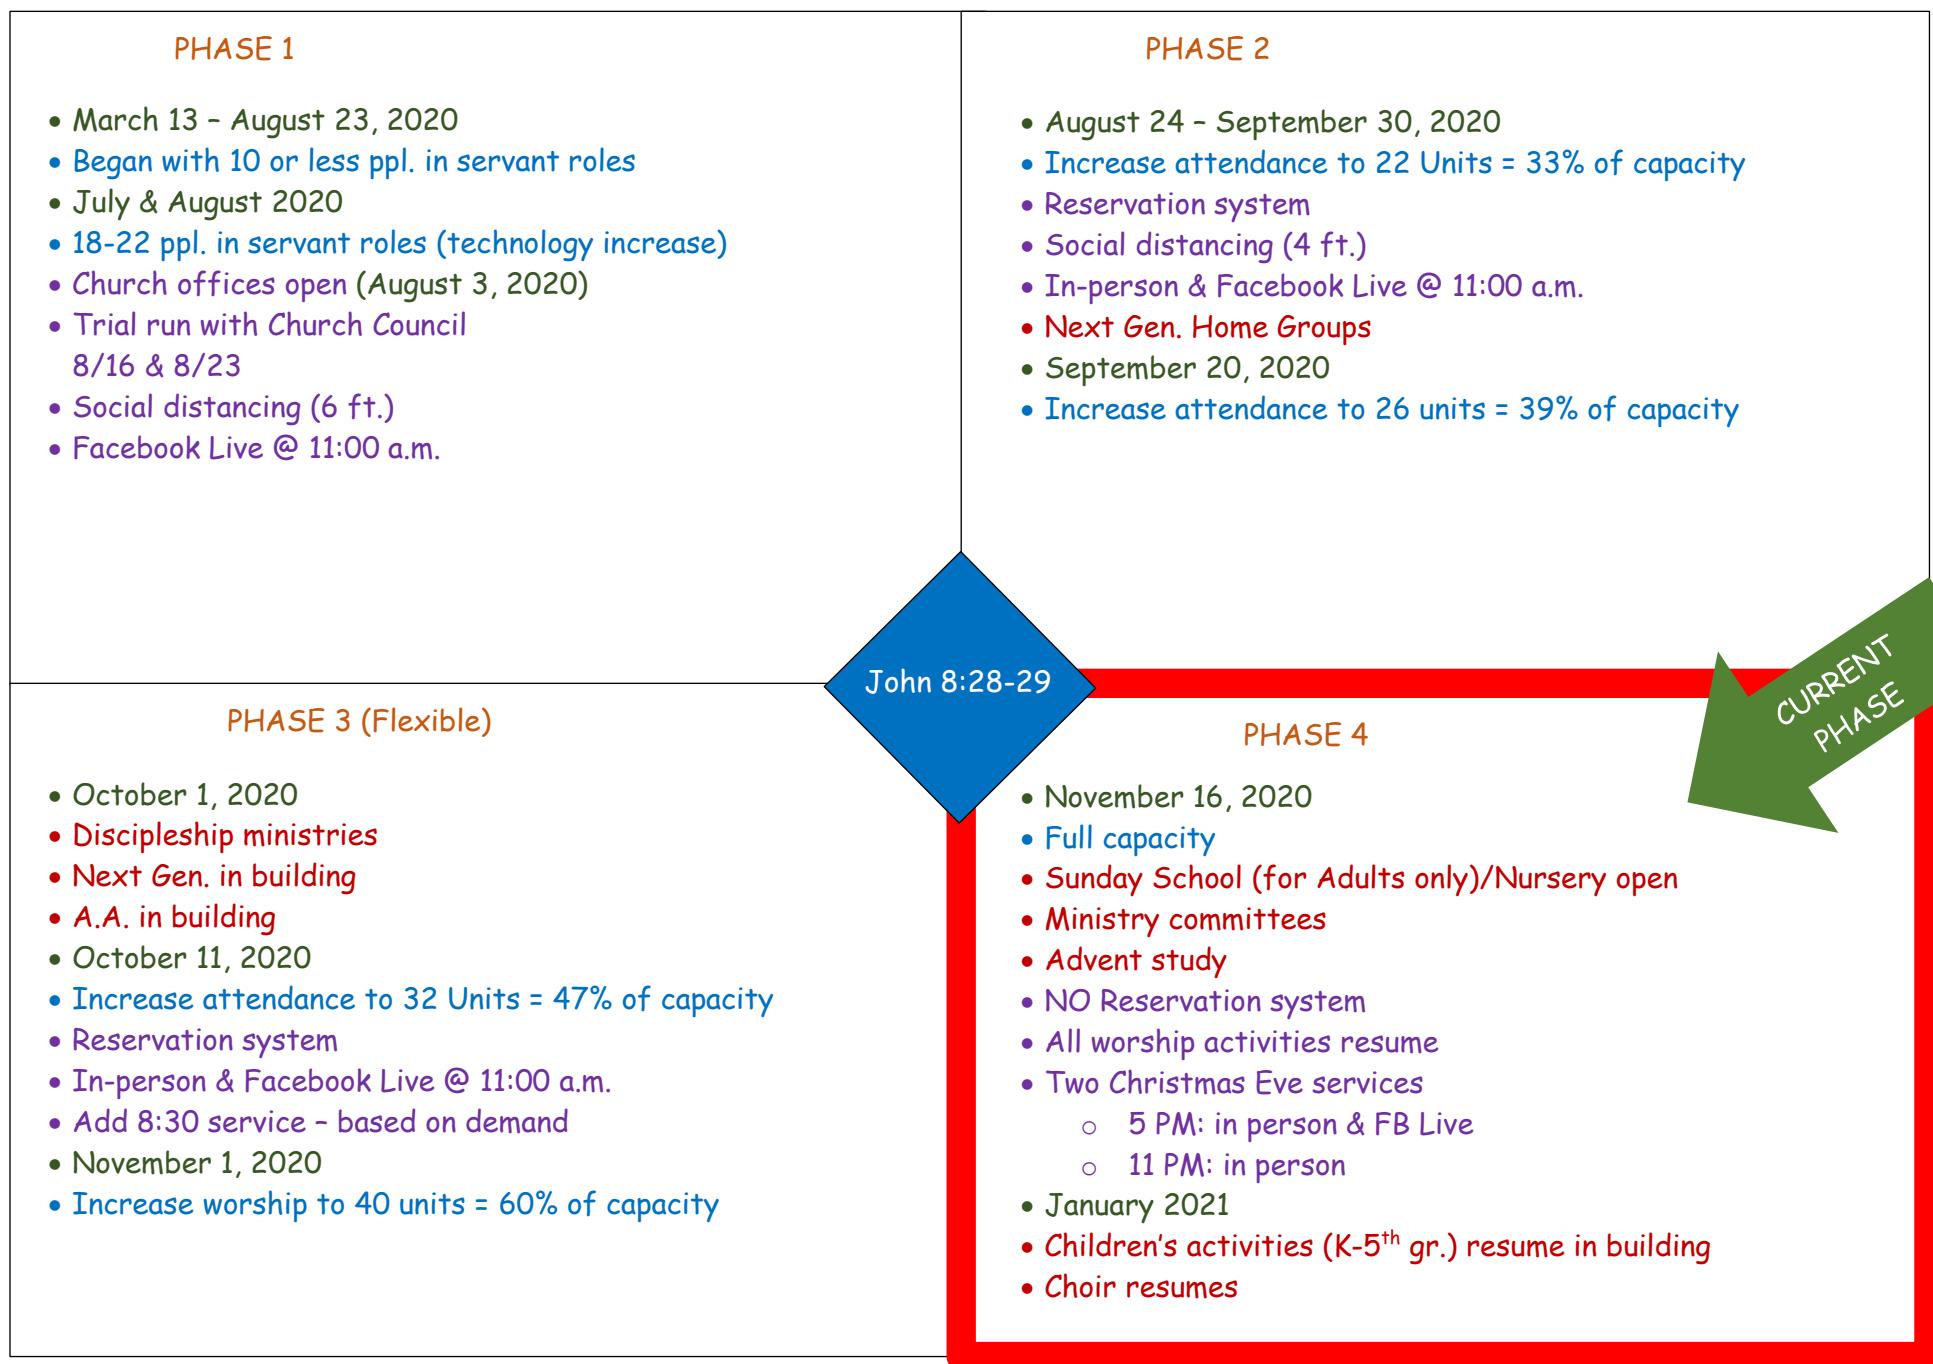 PHASE 1
• March 13 – August 23, 2020
• Began with 10 or less ppl. in servant roles
• July & August 2020
• 18-22 ppl. in servant roles (technology increase)
• Church offices open (August 3, 2020)
• Trial run with Church Council
8/16 & 8/23
• Social distancing (6 ft.)
• Facebook Live @ 11:00 a.m.
PHASE 2
• August 24 – September 30, 2020
• Increase attendance to 22 Units = 33% of capacity
• Reservation system
• Social distancing (4 ft.)
• In-person & Facebook Live @ 11:00 a.m.
• Next Gen. Home Groups
• September 20, 2020
• Increase attendance to 26 units = 39% of capacity
John 8:28-29
PHASE 3 (Flexible)
• October 1, 2020
• Discipleship ministries
• Next Gen. in building
• A.A. in building
• October 11, 2020
• Increase attendance to 32 Units = 47% of capacity
• Reservation system
• In-person & Facebook Live @ 11:00 a.m.
• Add 8:30 service – based on demand
• November 1, 2020
• Increase worship to 40 units = 60% of capacity
CURRENT
PHASE
PHASE 4
• November 16, 2020
• Full capacity
• Sunday School (for Adults only)/Nursery open
• Ministry committees
• Advent study
• NO Reservation system
• All worship activities resume
• Two Christmas Eve services
o 5 PM: in person & FB Live
o 11 PM: in person
• January 2021
• Children's activities (K-5th gr.) resume in building
• Choir resumes